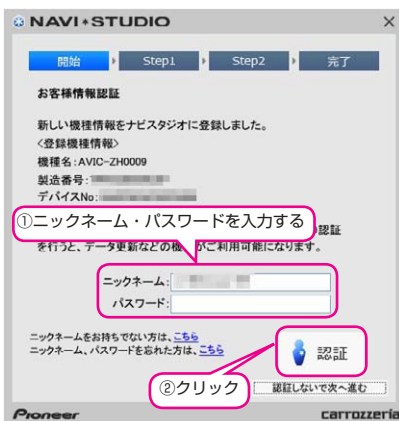 NAVI*STUDIO
開始 Step1 Step2 完了
お客様情報認証
新しい機種情報をナビスタジオに登録しました。
<登録機種情報>
機種名：AVIC-ZH0009
製造番号：
デバイスNo：
①ニックネーム・パスワードを入力する
認証
を行うと、データ更新などの機 がご利用可能になります。
ニックネーム：
パスワード：
ニックネームをお持ちでない方は、こちら
ニックネーム、パスワードを忘れた方は、こちら
認証
②クリック
認証しないで次へ進む
Pioneer carrozzeria